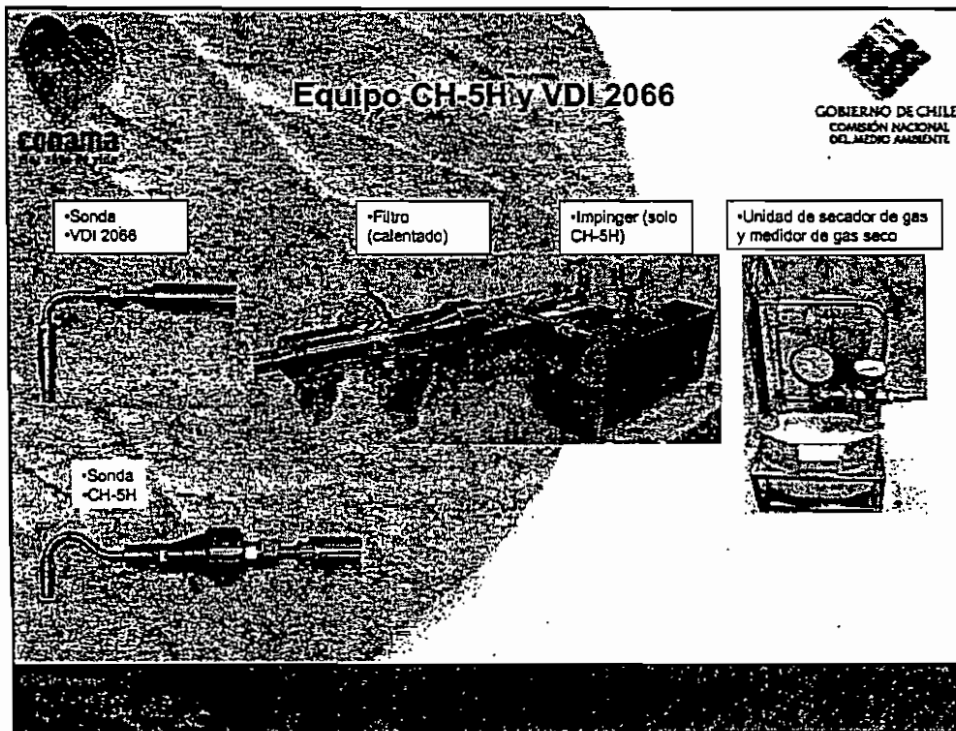 Equipo CH-5H y VDI 2066
conama
GOBIERNO DE CHILE
COMISIÓN NACIONAL
DEL MEDIO AMBIENTE
•Sonda
•VDI 2066
•Filtro
(calentado)
•Impinger (solo
CH-5H)
•Unidad de secador de gas
y medidor de gas seco
•Sonda
•CH-5H